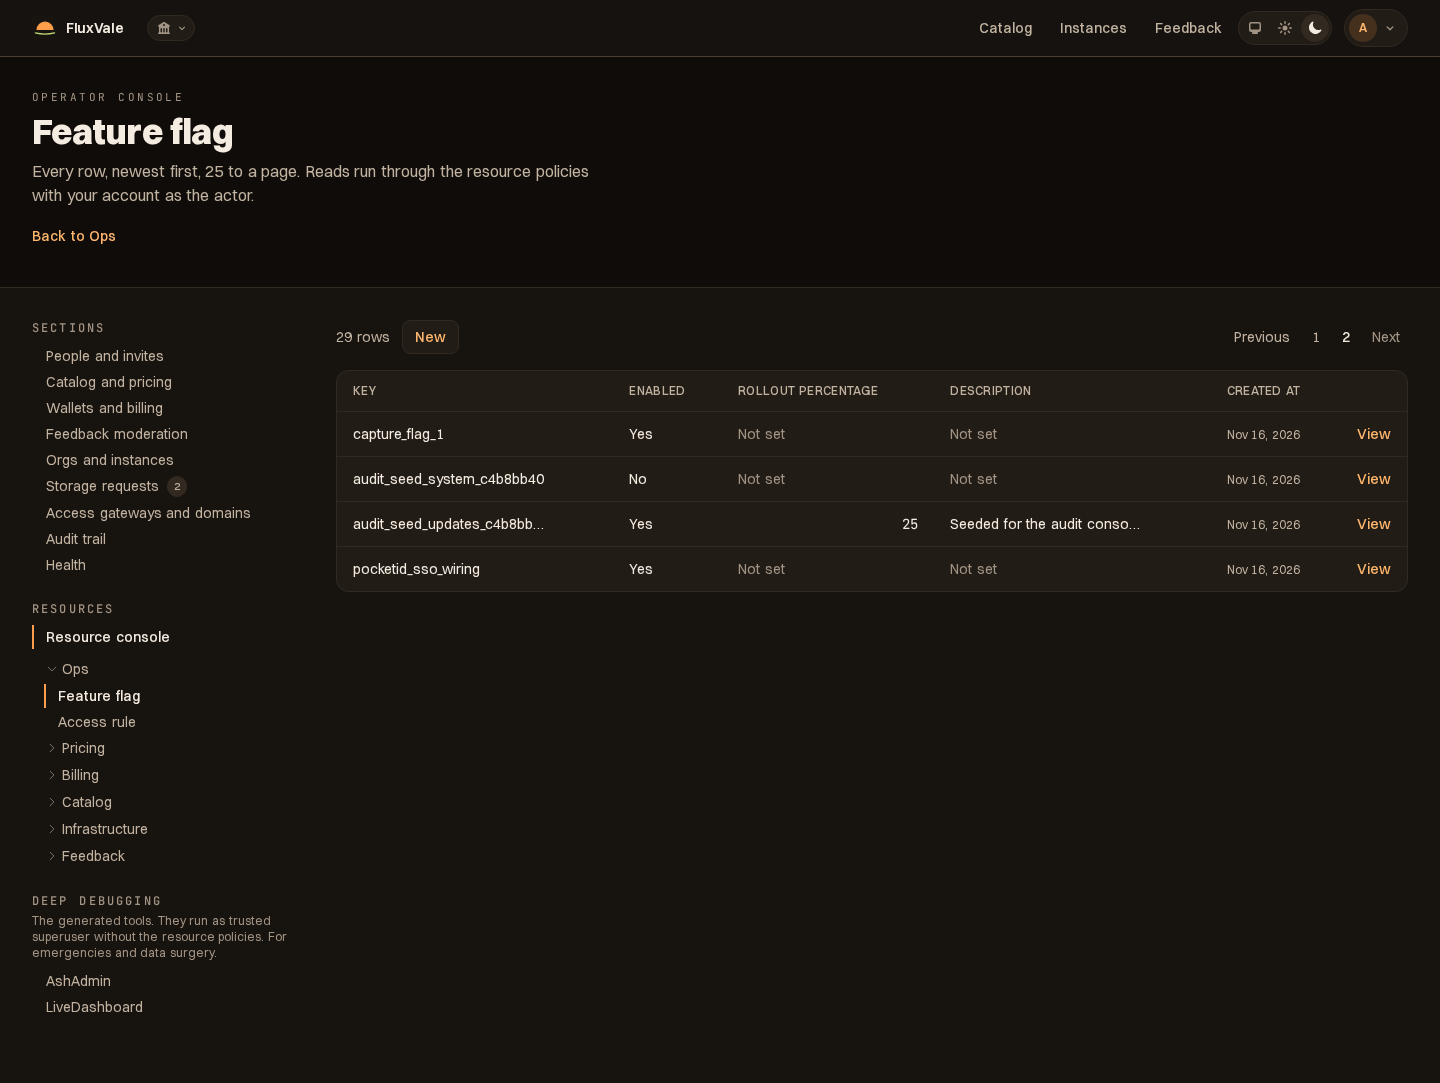 FluxVale
Catalog
Instances
Feedback
A
OPERATOR CONSOLE
Feature flag
Every row, newest first, 25 to a page. Reads run through the resource policies
with your account as the actor.
Back to Ops
SECTIONS
People and invites
Catalog and pricing
Wallets and billing
Feedback moderation
Orgs and instances
Storage requests 2
Access gateways and domains
Audit trail
Health
RESOURCES
Resource console
Ops
Feature flag
Access rule
Pricing
Billing
Catalog
Infrastructure
Feedback
DEEP DEBUGGING
The generated tools. They run as trusted
superuser without the resource policies. For
emergencies and data surgery.
AshAdmin
LiveDashboard
29 rows New Previous 1 2 Next
KEY ENABLED ROLLOUT PERCENTAGE DESCRIPTION CREATED AT
capture_flag_1 Yes Not set Not set Nov 16, 2026 View
audit_seed_system_c4b8bb40 No Not set Not set Nov 16, 2026 View
audit_seed_updates_c4b8bb... Yes 25 Seeded for the audit conso... Nov 16, 2026 View
pocketid_sso_wiring Yes Not set Not set Nov 16, 2026 View